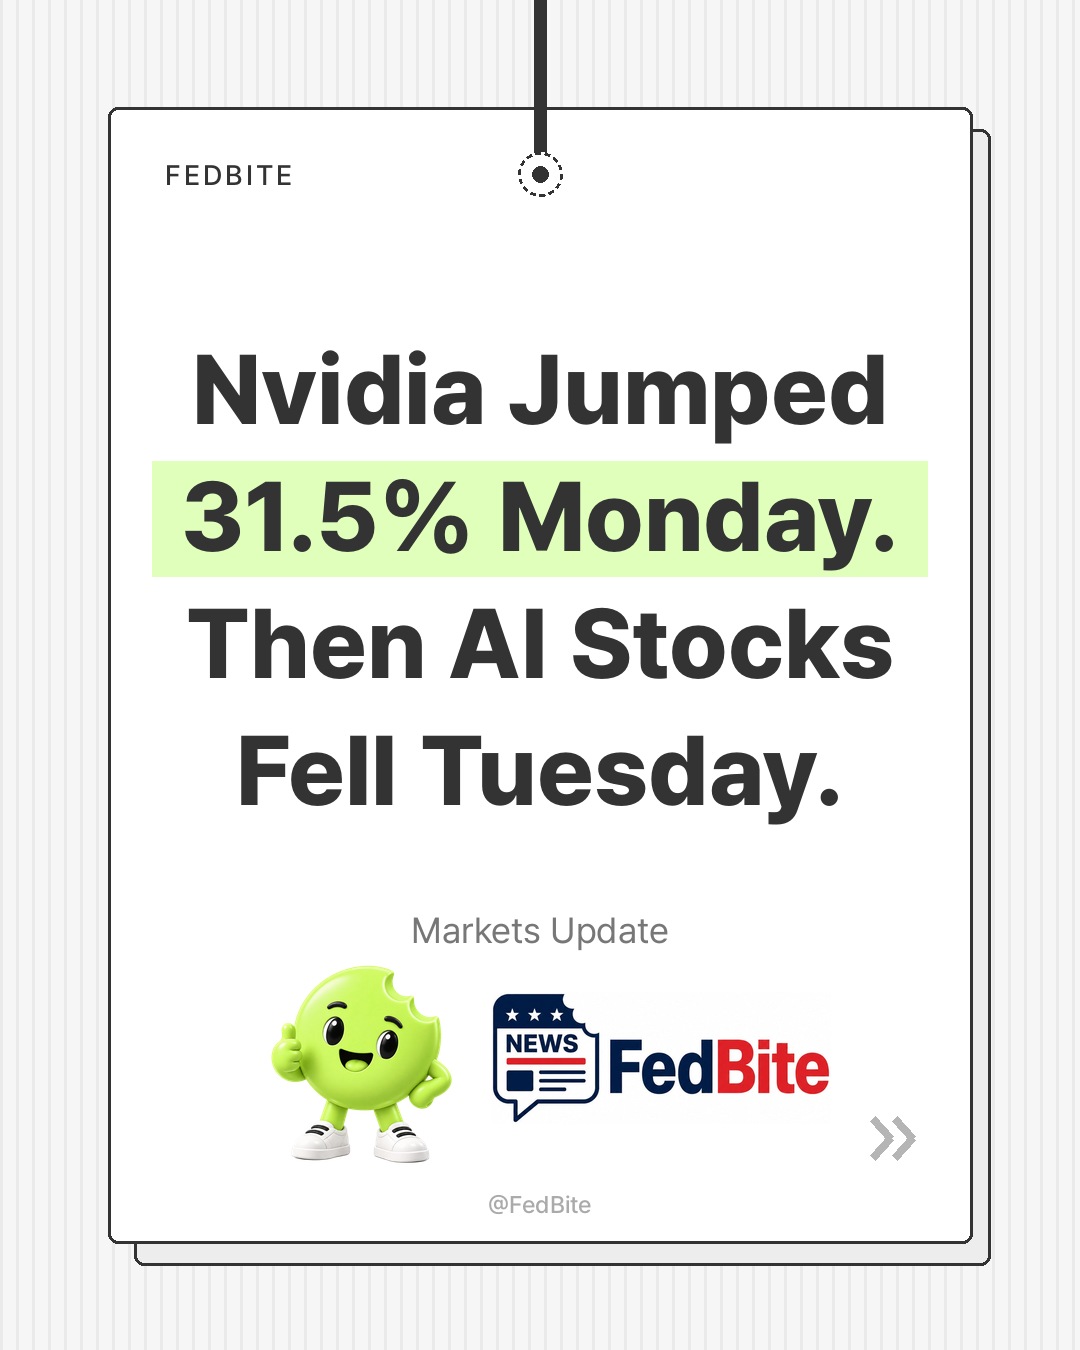 FEDBITE
Nvidia Jumped
31.5% Monday.
Then AI Stocks
Fell Tuesday.
Markets Update
NEWS
FedBite
@FedBite